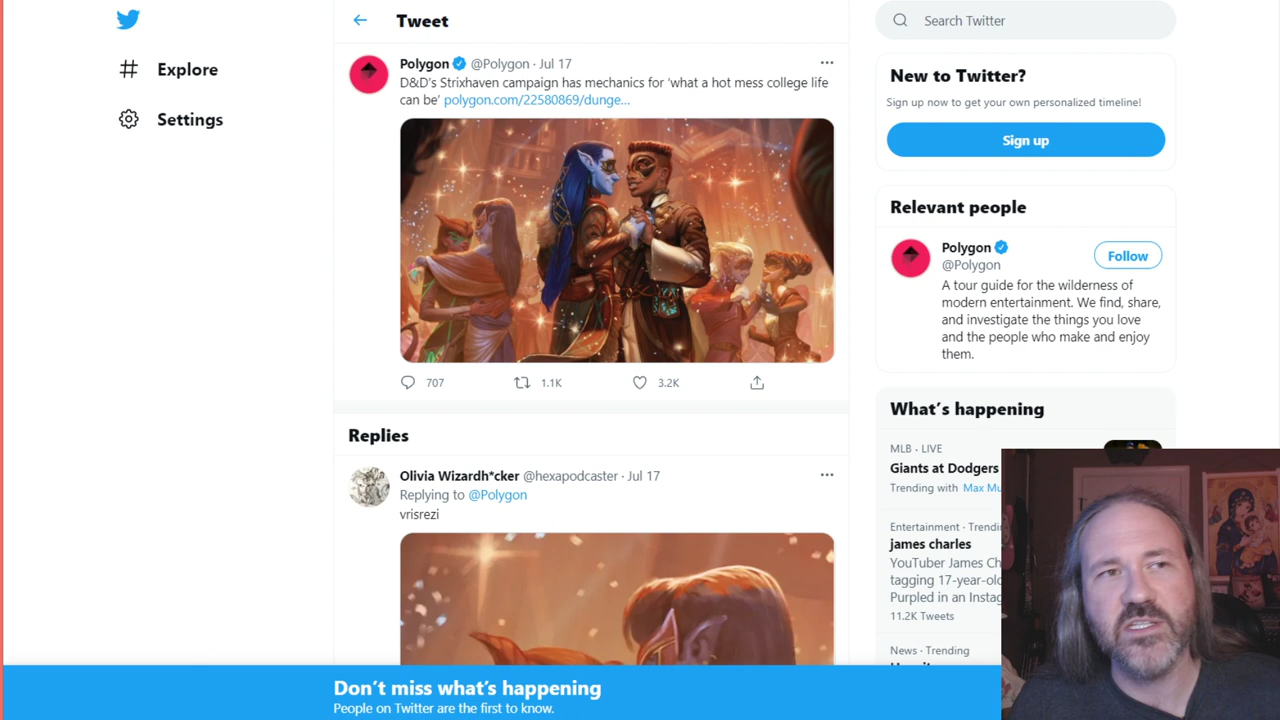 Explore
Settings
Tweet
Polygon @Polygon · Jul 17
D&D's Strixhaven campaign has mechanics for 'what a hot mess college life
can be' polygon.com/22580869/dunge...
707
1.1K
3.2K
Replies
Olivia Wizardh*cker @hexapodcaster · Jul 17
Replying to @Polygon
vrisrezi
Search Twitter
New to Twitter?
Sign up now to get your own personalized timeline!
Sign up
Relevant people
Polygon
@Polygon
Follow
A tour guide for the wilderness of
modern entertainment. We find, share,
and investigate the things you love
and the people who make and enjoy
them.
What's happening
MLB · LIVE
Giants at Dodgers
Trending with Max Mu
Entertainment · Trendi
james charles
YouTuber James Ch
tagging 17-year-old
Purpled in an Instag
11.2K Tweets
News · Trending
Don't miss what's happening
People on Twitter are the first to know.